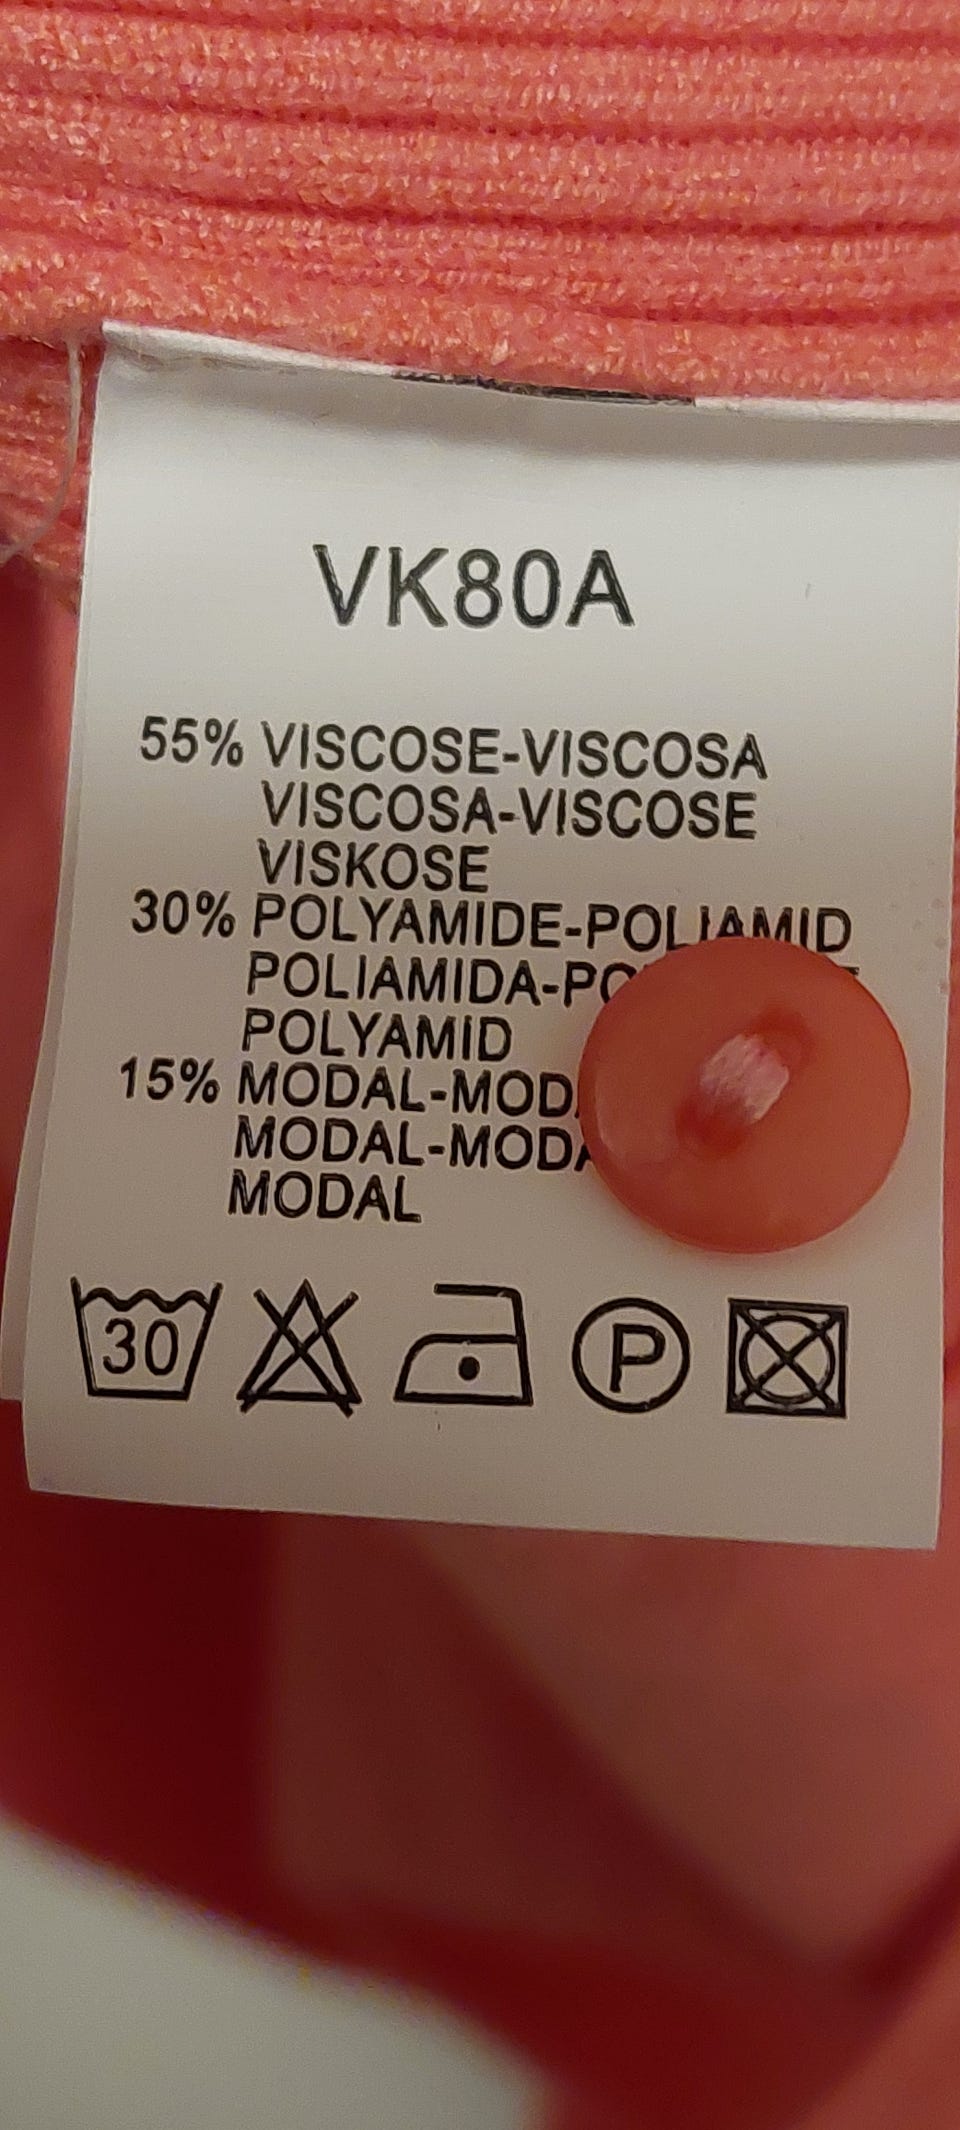 VK80A
55% VISCOSE-VISCOSA
VISCOSA-VISCOSE
VISKOSE
30% POLYAMIDE-POLIAMID
POLIAMIDA-
POLYAMID
15% MODAL-
MODAL-
MODAL
30
P